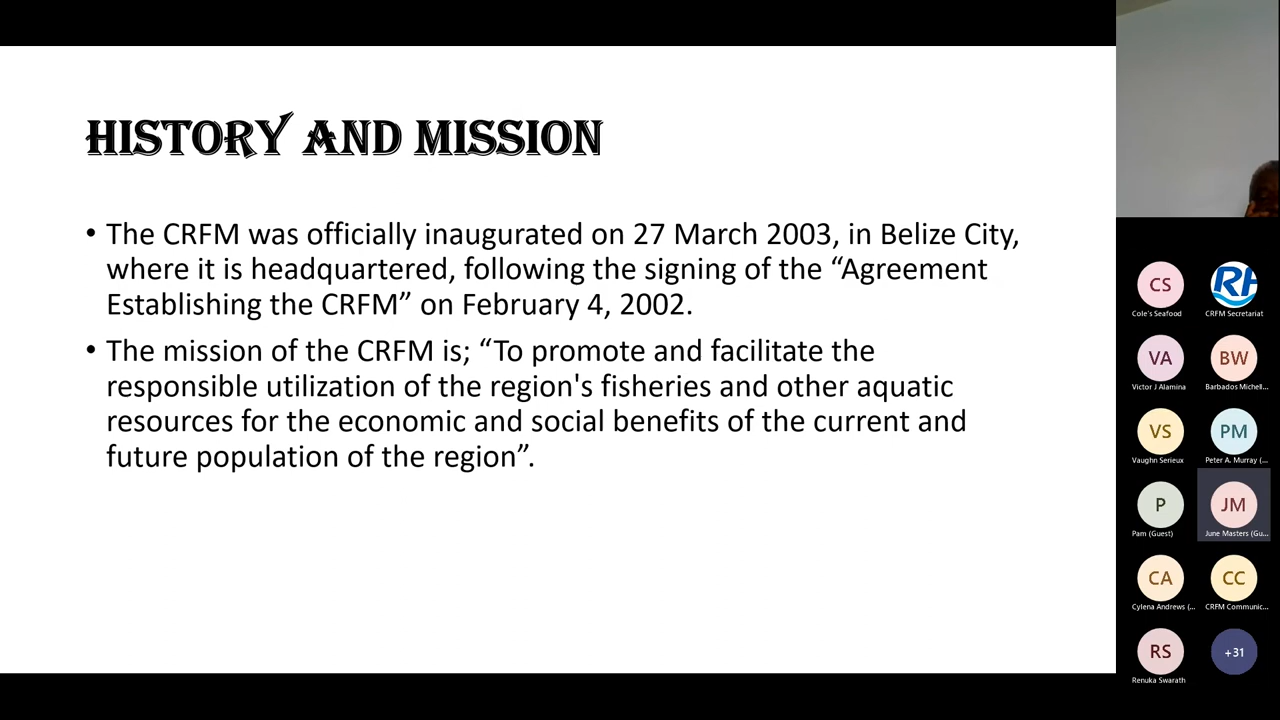 HISTORY AND MISSION
• The CRFM was officially inaugurated on 27 March 2003, in Belize City,
where it is headquartered, following the signing of the “Agreement
Establishing the CRFM” on February 4, 2002.
• The mission of the CRFM is; “To promote and facilitate the
responsible utilization of the region's fisheries and other aquatic
resources for the economic and social benefits of the current and
future population of the region”.
CS
Cole's Seafood
CRFM Secretariat
VA
Victor J Alamina
BW
Barbados Michell...
VS
Vaughn Serieux
PM
Peter A. Murray (...
P
Pam (Guest)
JM
June Masters (Gu...
CA
Cylena Andrews (...
CC
CRFM Communic...
RS
Renuka Swarath
+31